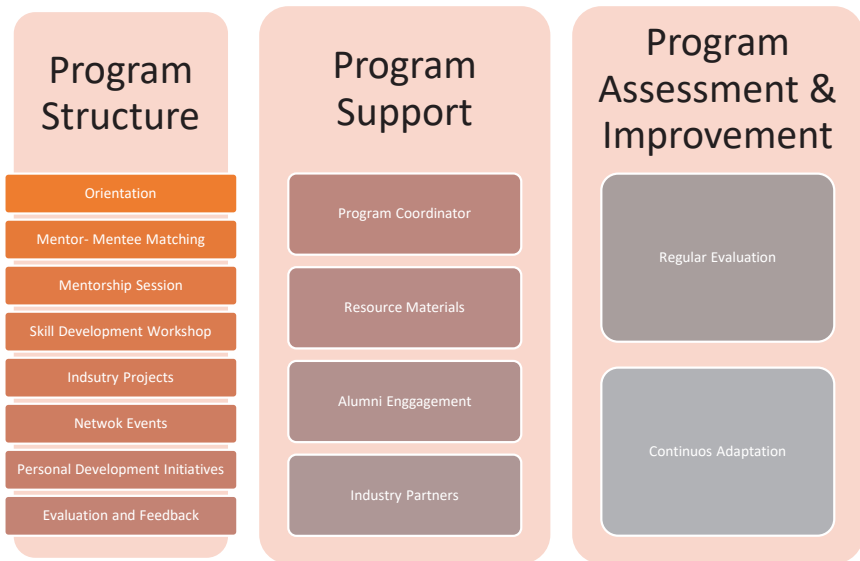 Program
Structure
Orientation
Mentor- Mentee Matching
Mentorship Session
Skill Development Workshop
Indsutry Projects
Netwok Events
Personal Development Initiatives
Evaluation and Feedback
Program
Support
Program Coordinator
Resource Materials
Alumni Enggagement
Industry Partners
Program
Assessment &
Improvement
Regular Evaluation
Continuos Adaptation